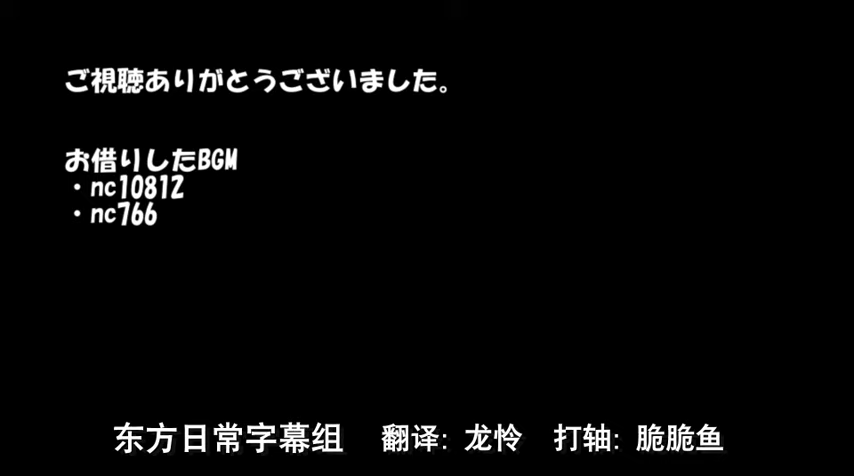 ご視聴ありがとうございました。
お借りしたBGM
・nc10812
・nc766
东方日常字幕组 翻译: 龙怜 打轴: 脆脆鱼